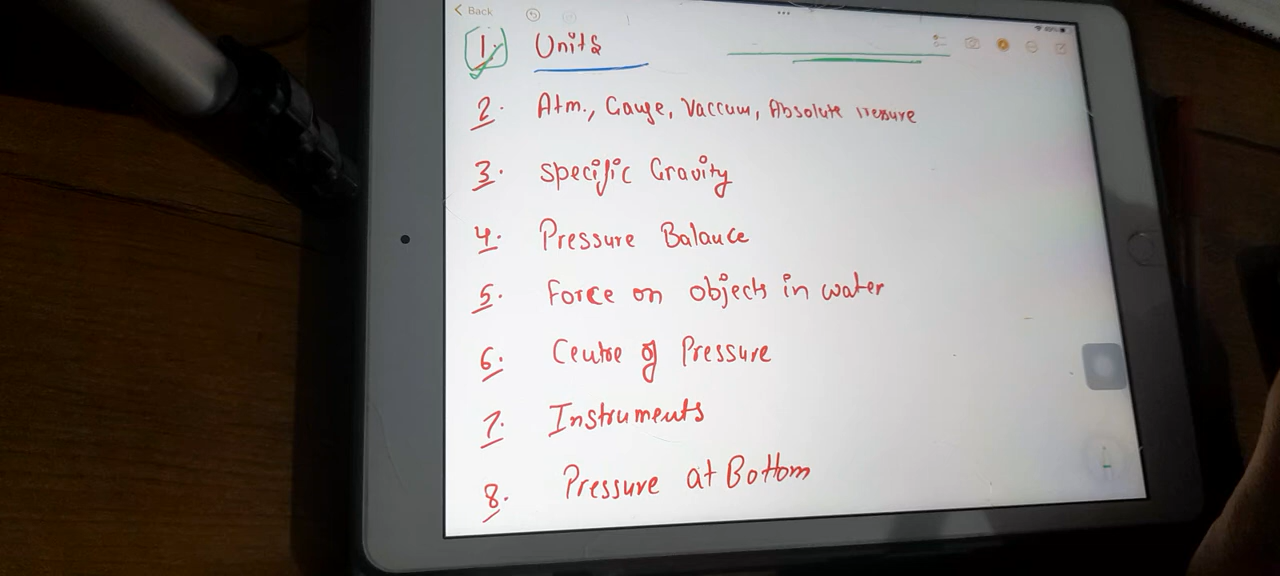 Back
1. Units
2. Atm., Gauge, Vaccum, Absolute Pressure
3. Specific Gravity
4. Pressure Balance
5. Force on objects in water
6. Centre of Pressure
7. Instruments
8. Pressure at Bottom